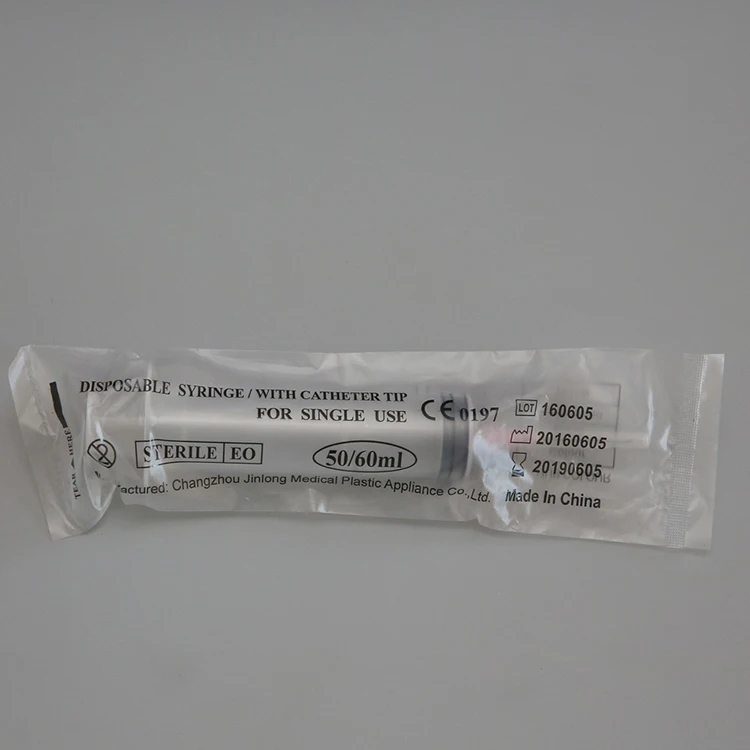 DISPOSABLE SYRINGE / WITH CATHETER TIP
FOR SINGLE USE
CE 0197
LOT 160605
20160605
20190605
STERILE EO
50/60ml
actured: Changzhou Jinlong Medical Plastic Appliance Co., Ltd.
Made In China
TEAR HERE